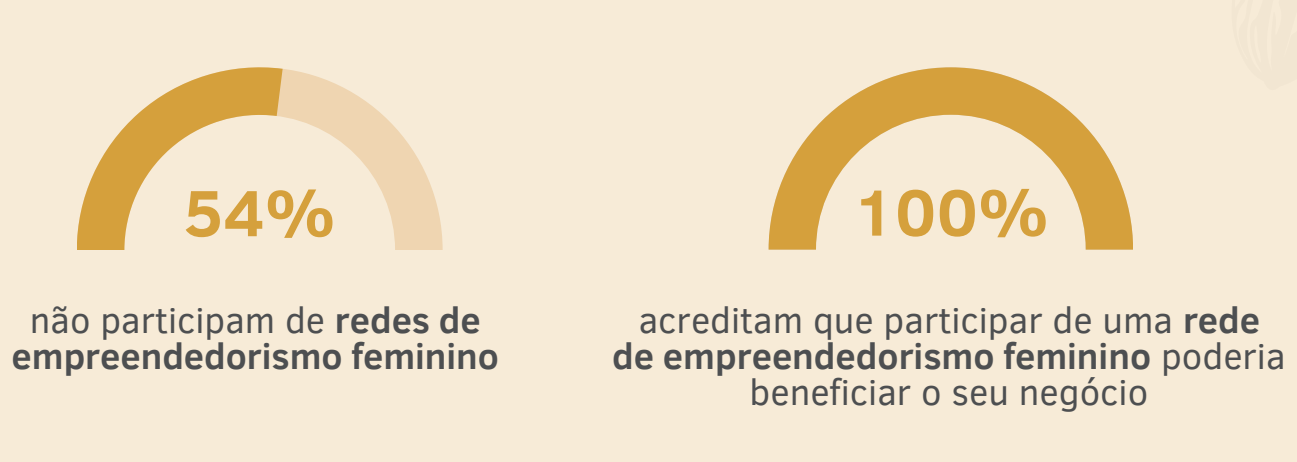 54%
não participam de redes de
empreendedorismo feminino
100%
acreditam que participar de uma rede
de empreendedorismo feminino poderia
beneficiar o seu negócio